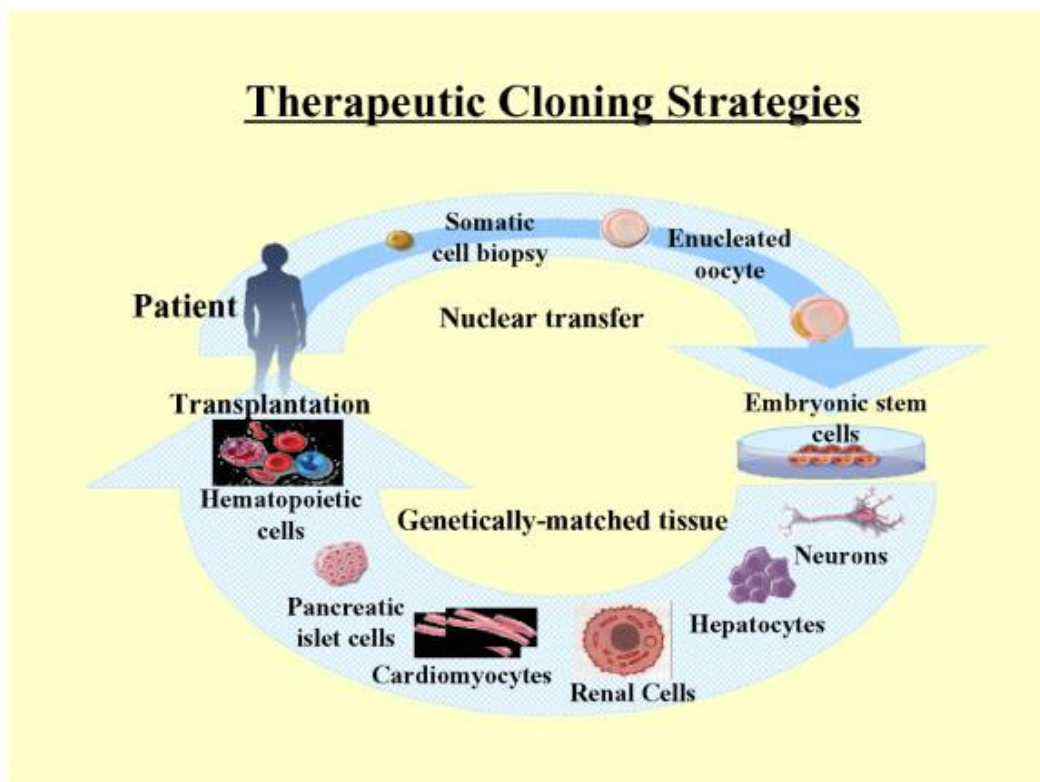 Therapeutic Cloning Strategies
Somatic
cell biopsy
Enucleated
oocyte
Patient
Nuclear transfer
Transplantation
Embryonic stem
cells
Hematopoietic
cells
Genetically-matched tissue
Neurons
Pancreatic
islet cells
Hepatocytes
Cardiomyocytes
Renal Cells